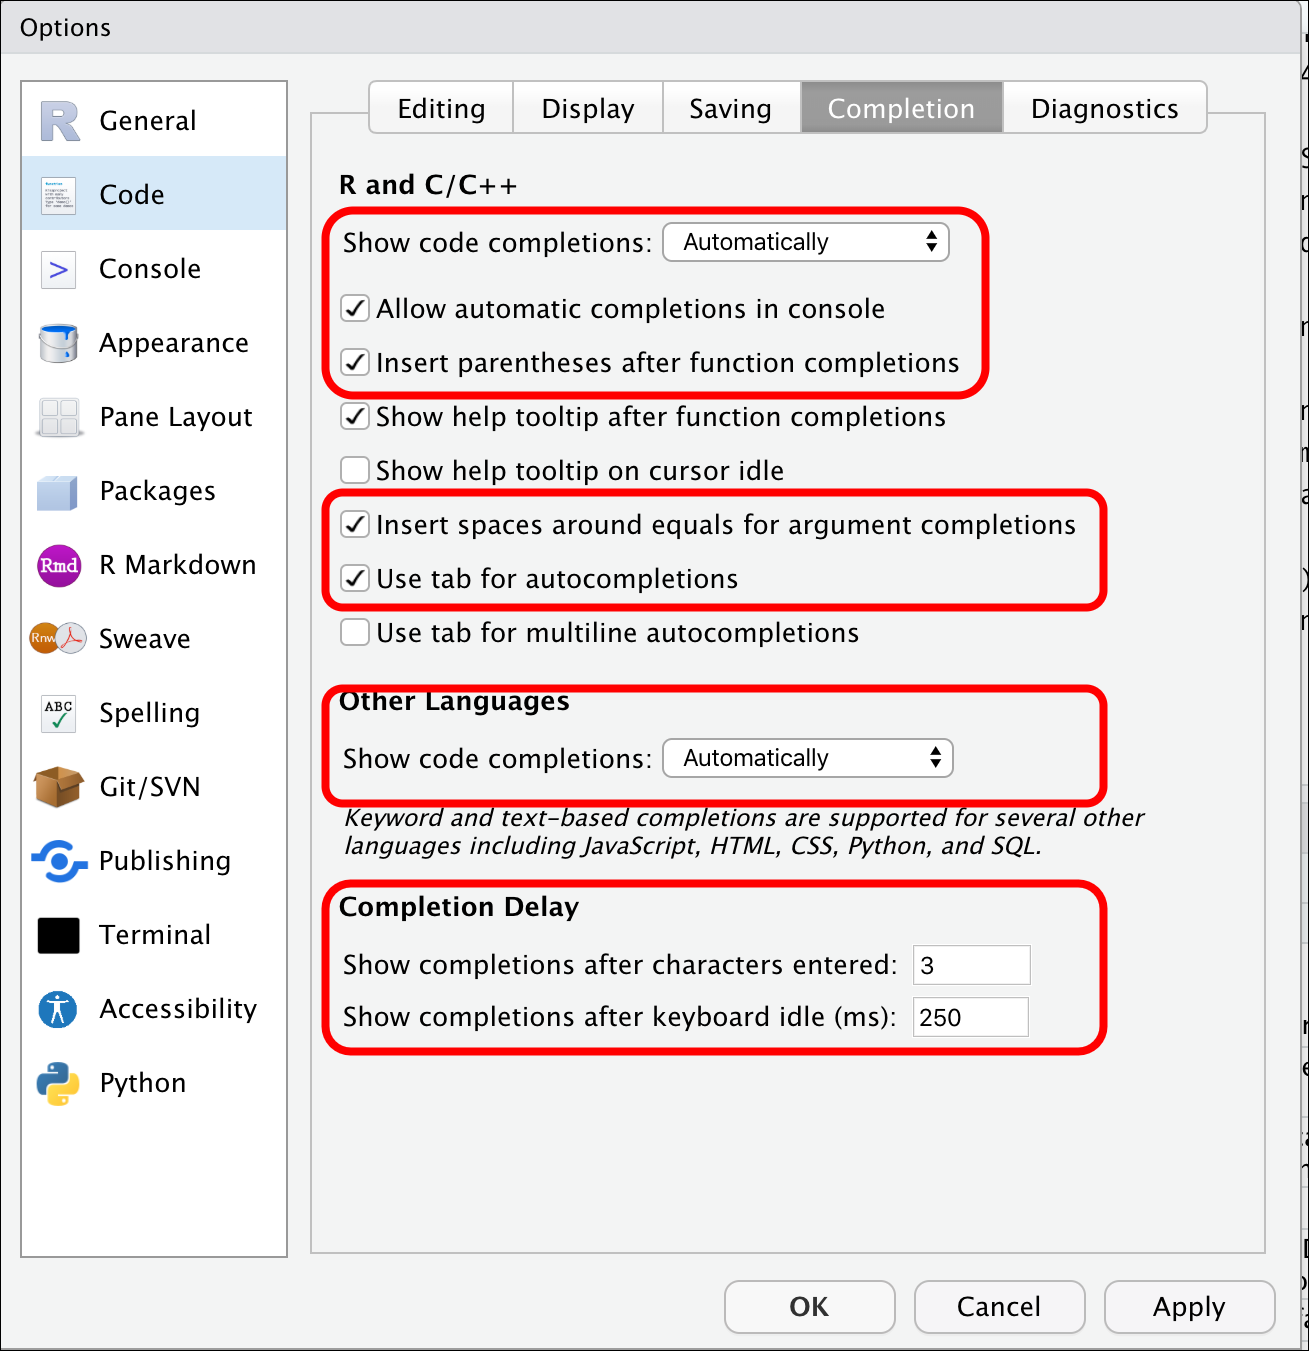 Options
General
Code
Console
Appearance
Pane Layout
Packages
Rmd R Markdown
Rnw Sweave
ABC Spelling
Git/SVN
Publishing
Terminal
Accessibility
Python
Editing Display Saving Completion Diagnostics
R and C/C++
Show code completions: Automatically
Allow automatic completions in console
Insert parentheses after function completions
Show help tooltip after function completions
Show help tooltip on cursor idle
Insert spaces around equals for argument completions
Use tab for autocompletions
Use tab for multiline autocompletions
Other Languages
Show code completions: Automatically
Keyword and text-based completions are supported for several other
languages including JavaScript, HTML, CSS, Python, and SQL.
Completion Delay
Show completions after characters entered: 3
Show completions after keyboard idle (ms): 250
OK Cancel Apply